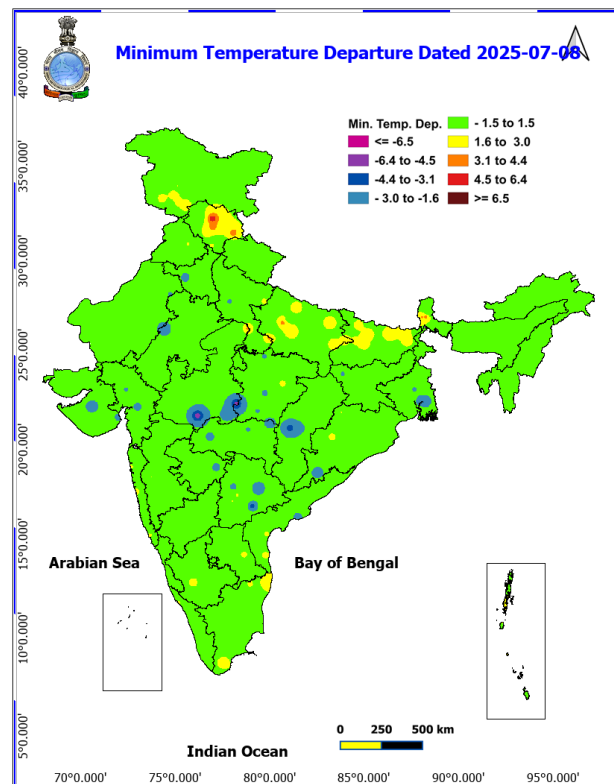 Minimum Temperature Departure Dated 2025-07-08
Min. Temp. Dep.
<= -6.5
-6.4 to -4.5
-4.4 to -3.1
- 3.0 to -1.6
- 1.5 to 1.5
1.6 to 3.0
3.1 to 4.4
4.5 to 6.4
>= 6.5
40°0.000'
35°0.000'
30°0.000'
25°0.000'
20°0.000'
15°0.000'
10°0.000'
5°0.000'
Arabian Sea
Bay of Bengal
Indian Ocean
0 250 500 km
70°0.000' 75°0.000' 80°0.000' 85°0.000' 90°0.000' 95°0.000'